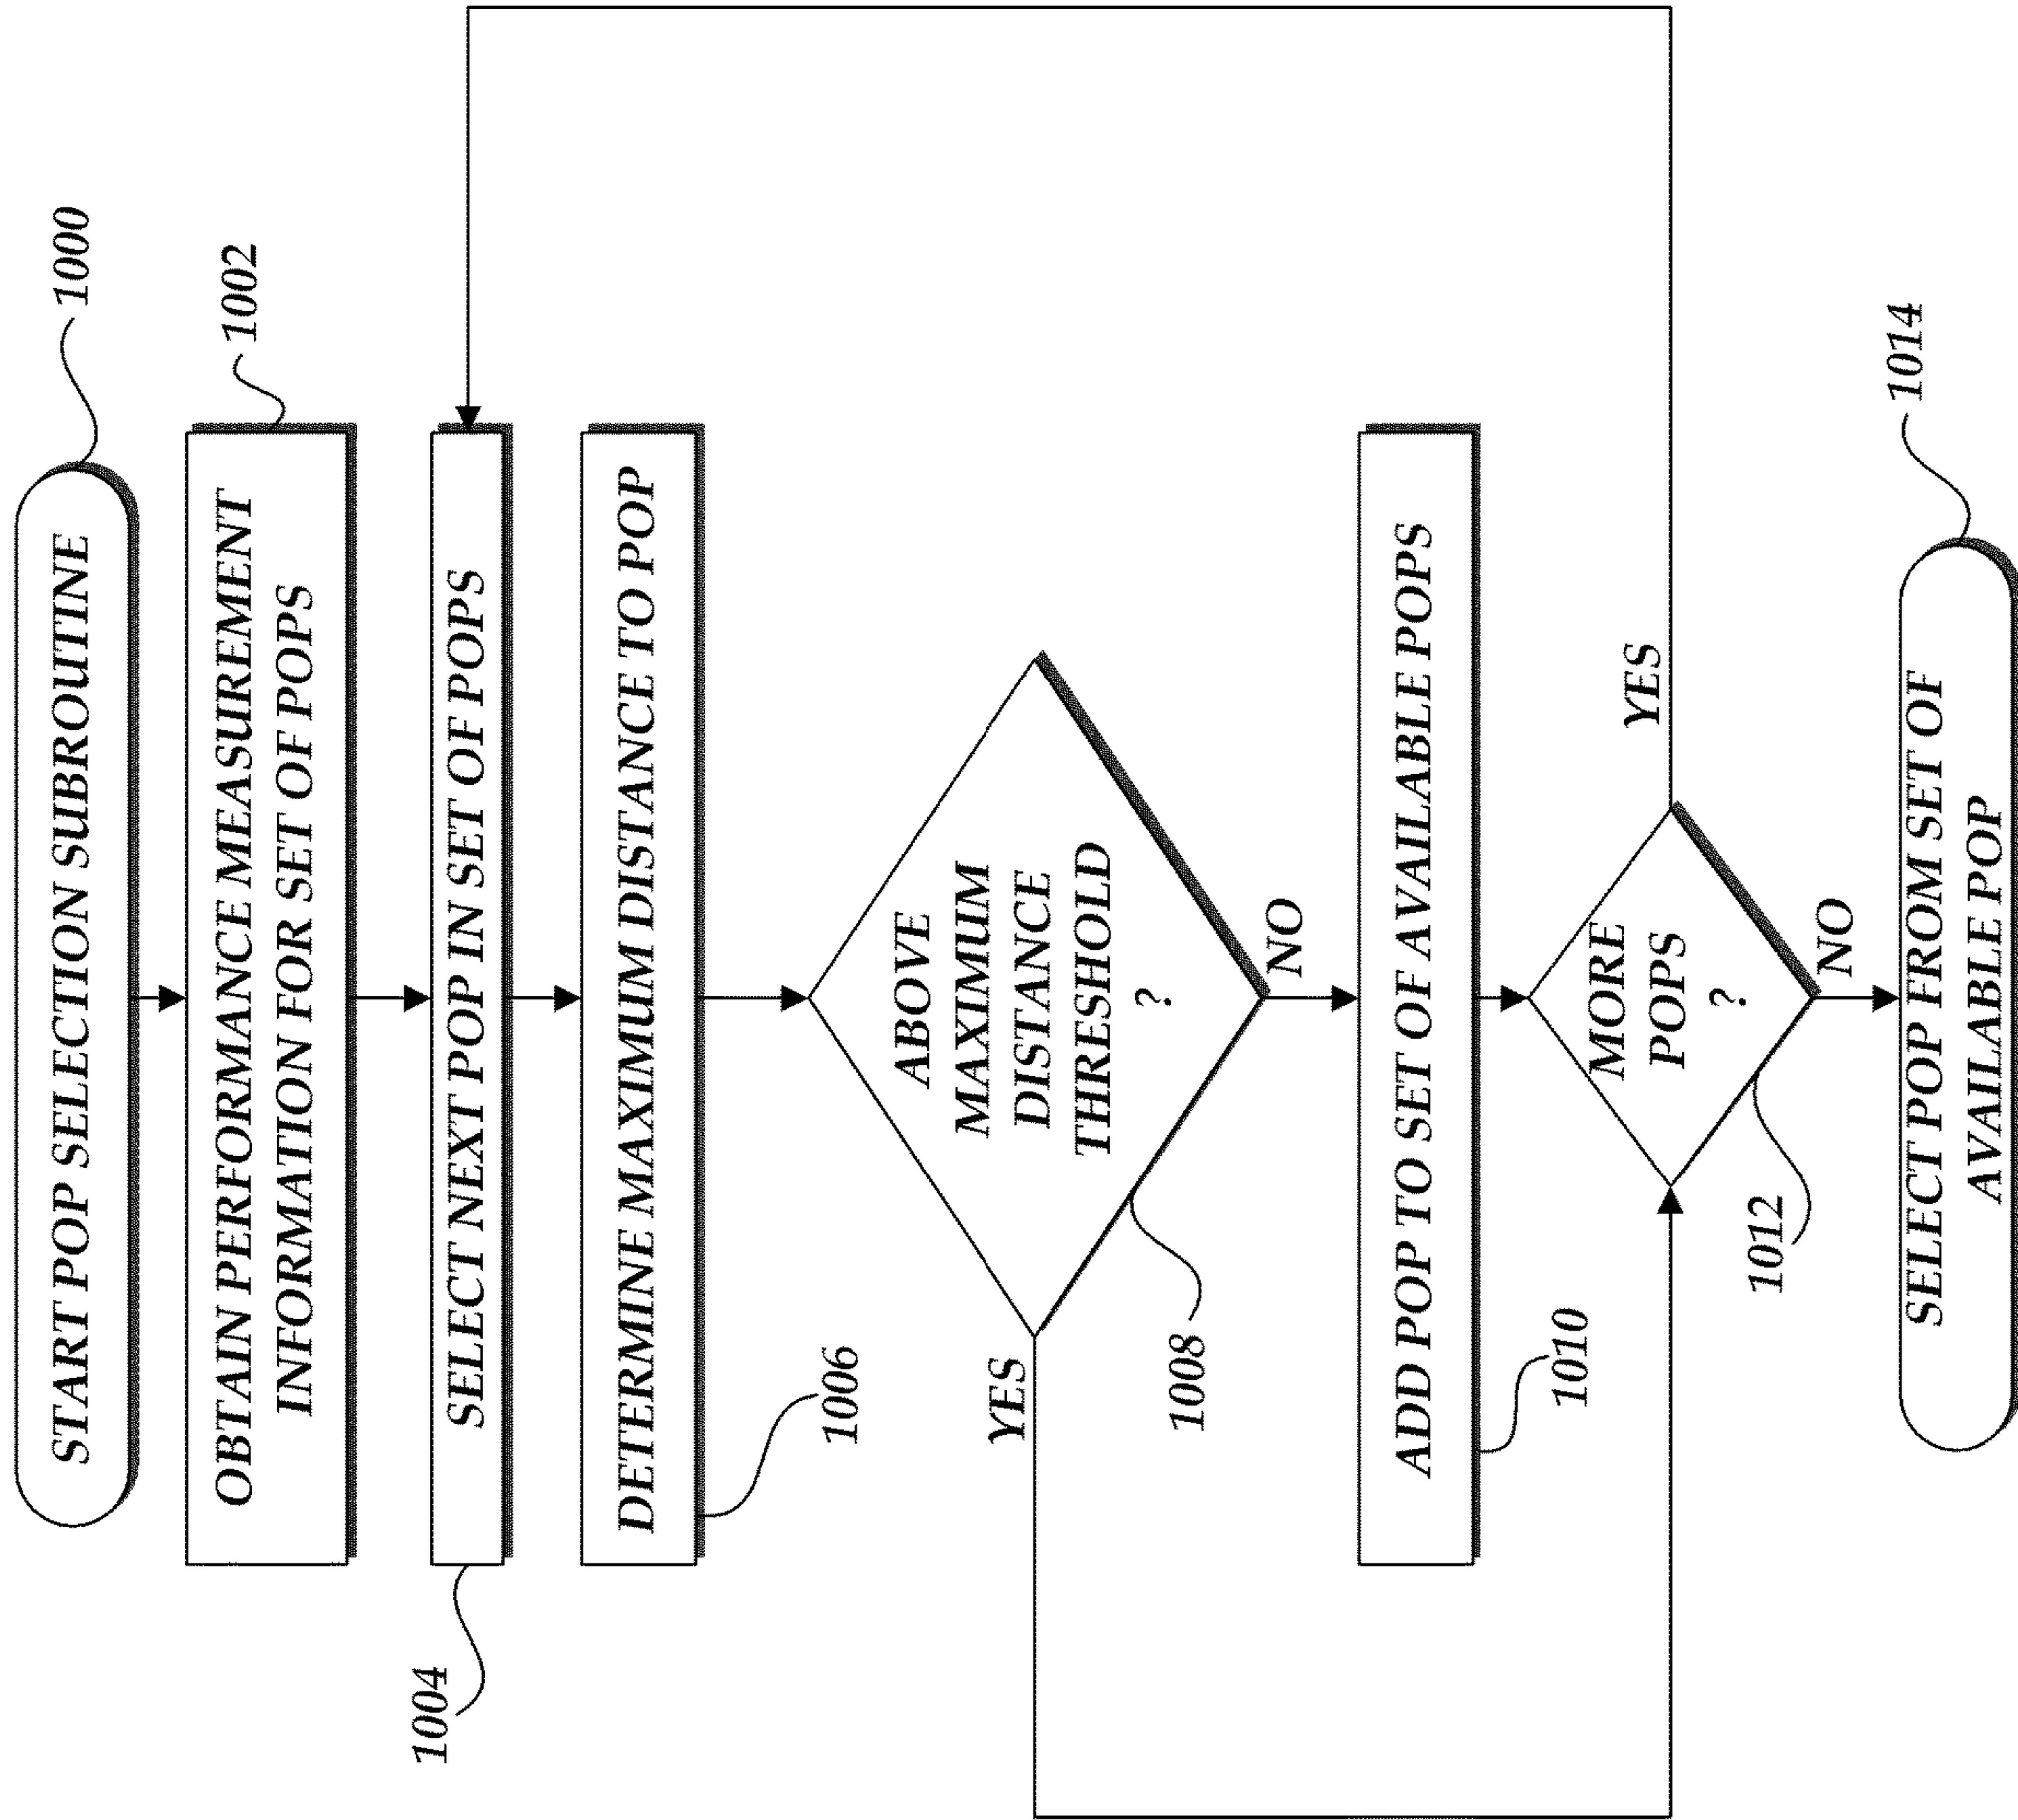 START POP SELECTION SUBROUTINE
1000
OBTAIN PERFORMANCE MEASUREMENT
INFORMATION FOR SET OF POPS
1002
SELECT NEXT POP IN SET OF POPS
1004
DETERMINE MAXIMUM DISTANCE TO POP
1006
ABOVE
MAXIMUM
DISTANCE
THRESHOLD
?
YES
1008
NO
ADD POP TO SET OF AVAILABLE POPS
1010
MORE
POPS
?
YES
1012
NO
SELECT POP FROM SET OF
AVAILABLE POP
1014